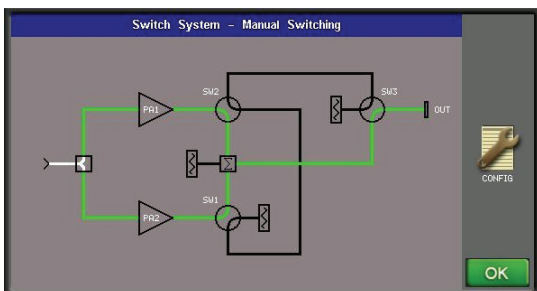 Switch System - Manual Switching
SW2
SW3
PA1
OUT
Σ
CONFIG
SW1
PA2
OK